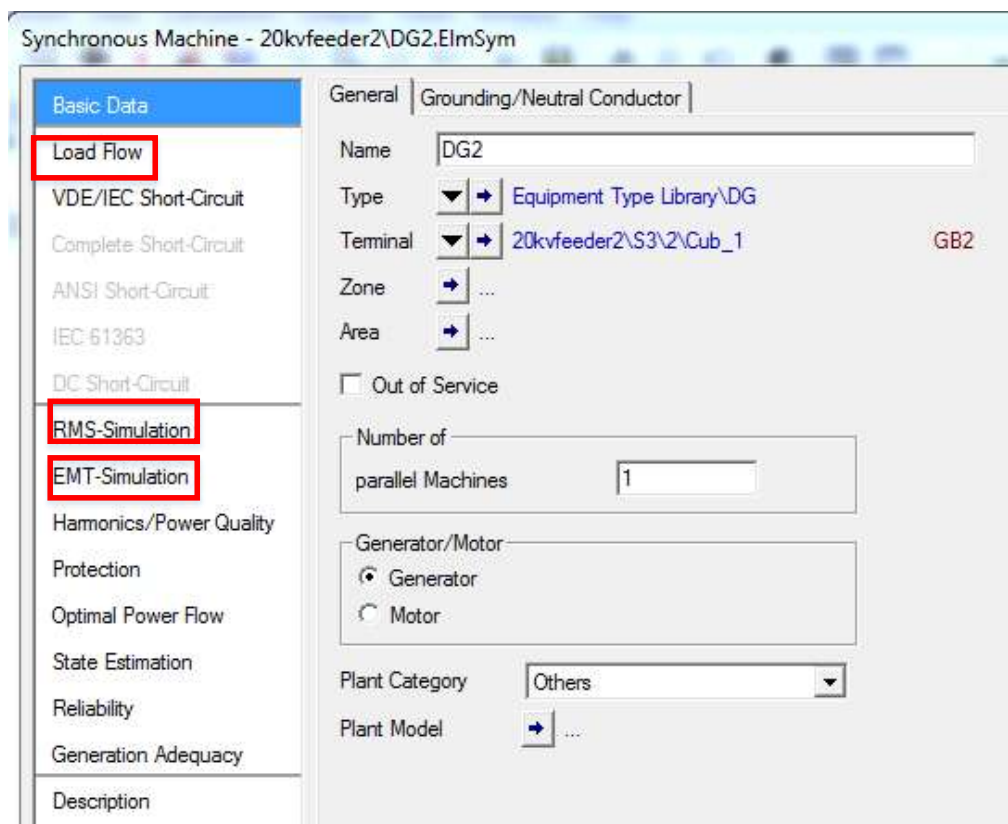 Synchronous Machine - 20kvfeeder2\DG2.ElmSym
Basic Data
Load Flow
VDE/IEC Short-Circuit
Complete Short-Circuit
ANSI Short-Circuit
IEC 61363
DC Short-Circuit
RMS-Simulation
EMT-Simulation
Harmonics/Power Quality
Protection
Optimal Power Flow
State Estimation
Reliability
Generation Adequacy
Description
General Grounding/Neutral Conductor
Name DG2
Type Equipment Type Library\DG
Terminal 20kvfeeder2\S3\2\Cub_1 GB2
Zone ...
Area ...
Out of Service
Number of
parallel Machines 1
Generator/Motor
Generator
Motor
Plant Category Others
Plant Model ...